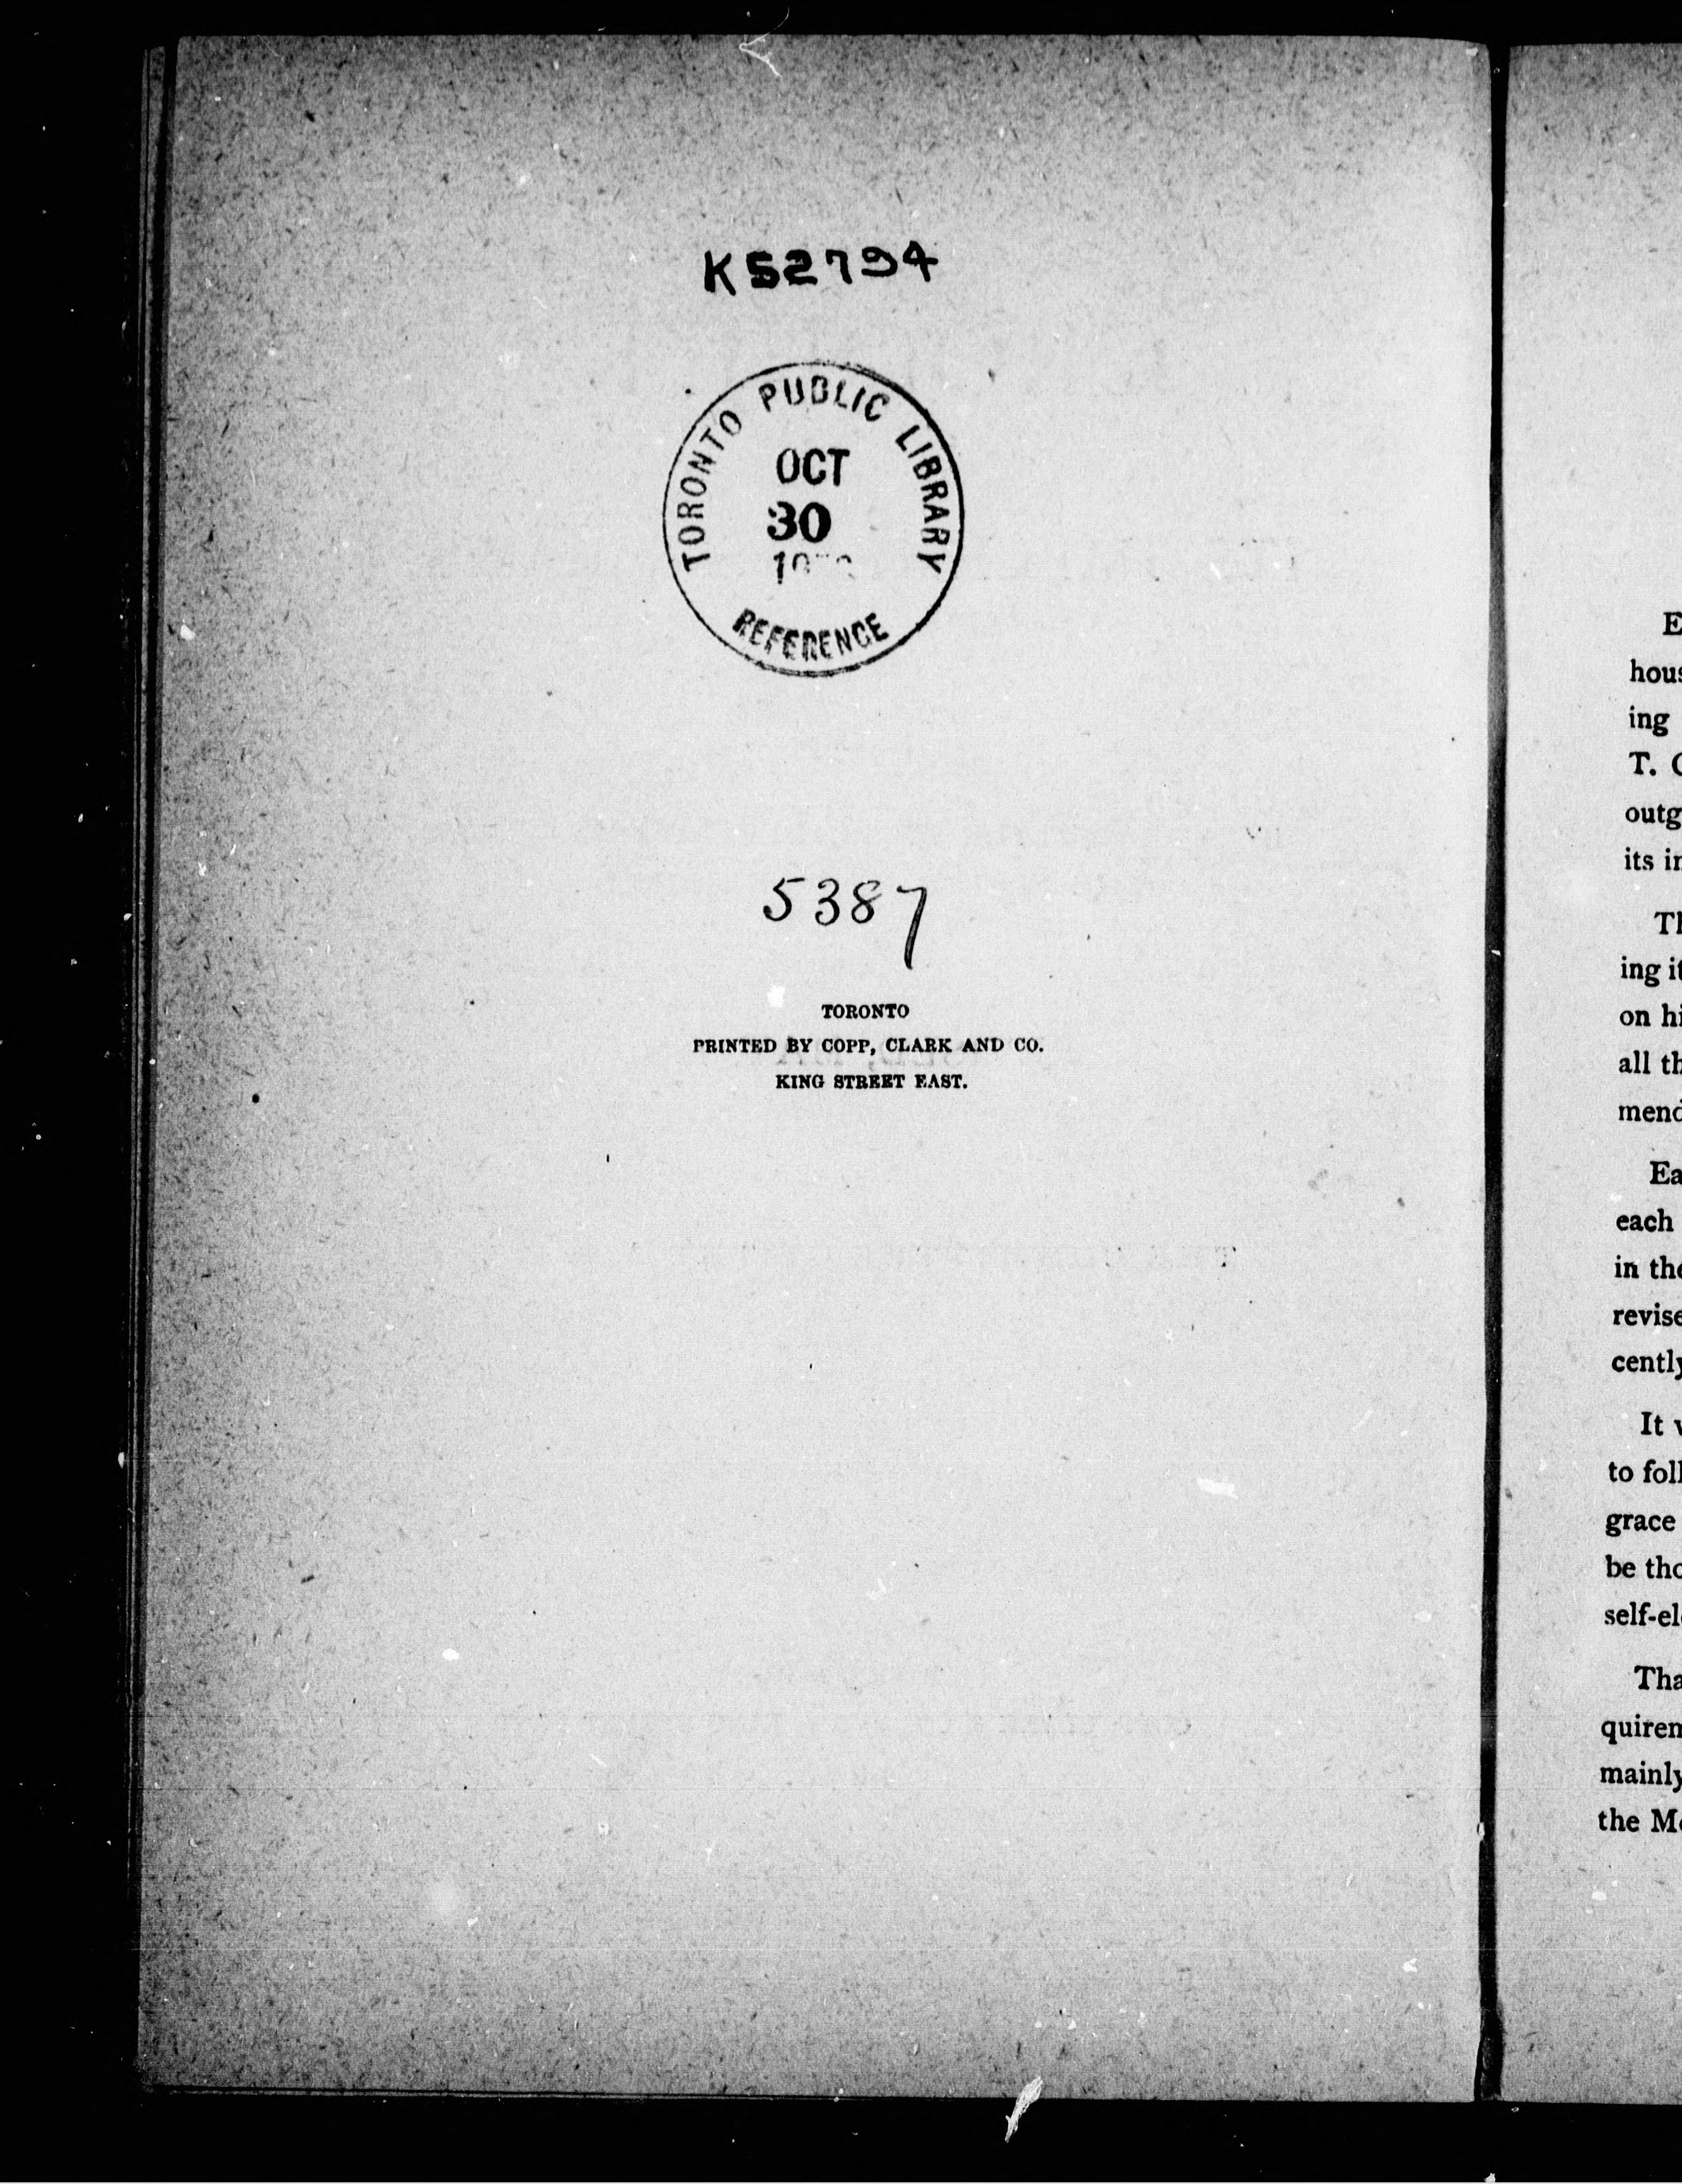 K52794
TORONTO PUBLIC LIBRARY
OCT
30
REFERENCE
5387
TORONTO
PRINTED BY COPP, CLARK AND CO.
KING STREET EAST.
E
hous
ing
T. C
outg
its in
Th
ing it
on hi
all th
mend
Ea
each
in the
revise
cently
It v
to foll
grace
be tho
self-ele
Tha
quirem
mainly
the Mo